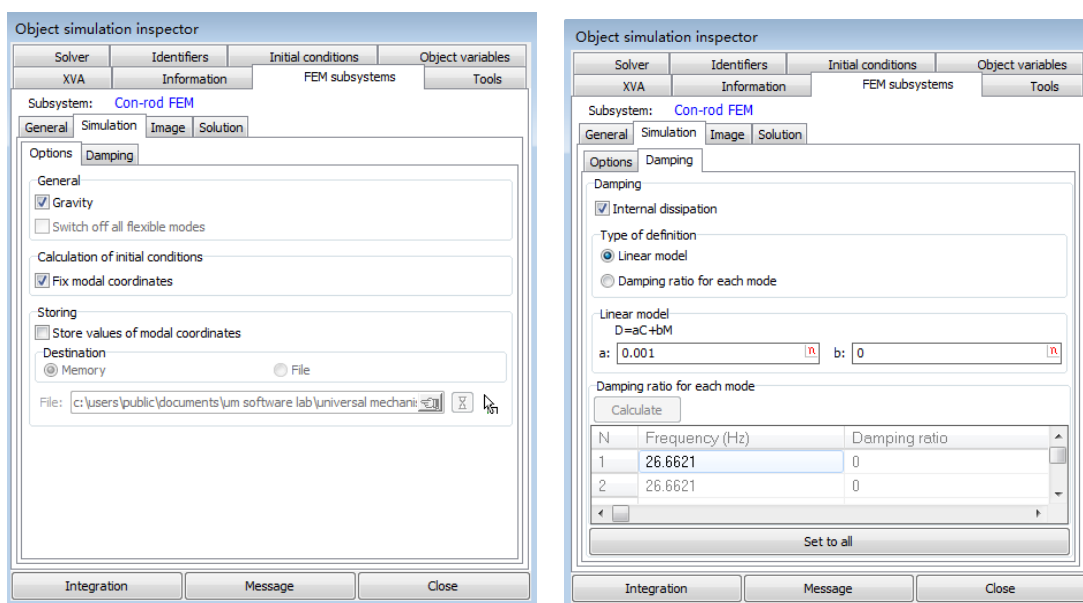 Object simulation inspector
Solver Identifiers Initial conditions Object variables
XVA Information FEM subsystems Tools
Subsystem: Con-rod FEM
General Simulation Image Solution
Options Damping
General
Gravity
Switch off all flexible modes
Calculation of initial conditions
Fix modal coordinates
Storing
Store values of modal coordinates
Destination
Memory File
File: c:\users\public\documents\um software lab\universal mechani:
Integration Message Close
Object simulation inspector
Solver Identifiers Initial conditions Object variables
XVA Information FEM subsystems Tools
Subsystem: Con-rod FEM
General Simulation Image Solution
Options Damping
Damping
Internal dissipation
Type of definition
Linear model
Damping ratio for each mode
Linear model
D=aC+bM
a: 0.001 n b: 0 n
Damping ratio for each mode
Calculate
N Frequency (Hz) Damping ratio
1 26.6621 0
2 26.6621 0
Set to all
Integration Message Close